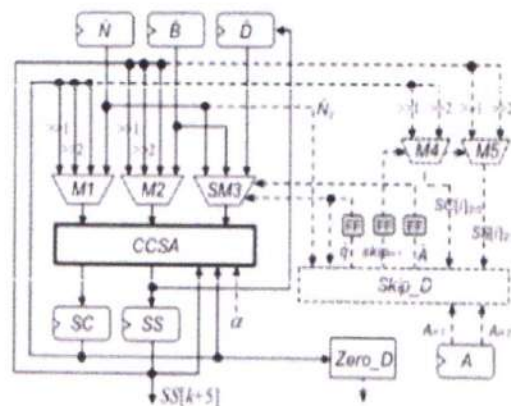 N̂ B̂ D̂
>>1 >>2 >>1 >>2 >>1 >>2 >>1 >>2
N̂
M4 M5
M1 M2 SM3
FF FF FF
q̂ skip Â
CCSA
Skip_D
SC SS α
Zero_D A
SS[k+5]